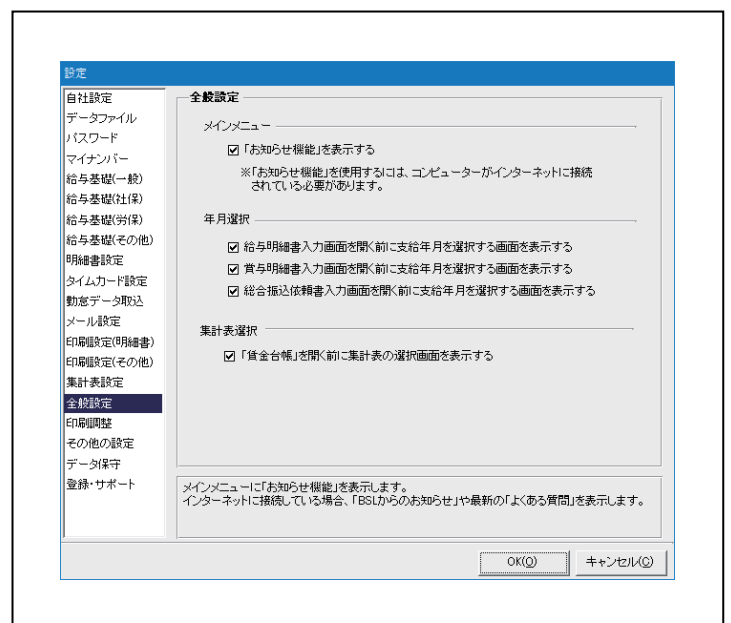 設定
自社設定
データファイル
パスワード
マイナンバー
給与基礎(一般)
給与基礎(社保)
給与基礎(労保)
給与基礎(その他)
明細書設定
タイムカード設定
勤怠データ取込
メール設定
印刷設定(明細書)
印刷設定(その他)
集計表設定
全般設定
印刷調整
その他の設定
データ保守
登録・サポート
全般設定
メインメニュー
「お知らせ機能」を表示する
※「お知らせ機能」を使用するには、コンピューターがインターネットに接続
されている必要があります。
年月選択
給与明細書入力画面を開く前に支給年月を選択する画面を表示する
賞与明細書入力画面を開く前に支給年月を選択する画面を表示する
総合振込依頼書入力画面を開く前に支給年月を選択する画面を表示する
集計表選択
「賃金台帳」を開く前に集計表の選択画面を表示する
メインメニューに「お知らせ機能」を表示します。
インターネットに接続している場合、「BSLからのお知らせ」や最新の「よくある質問」を表示します。
OK(O)
キャンセル(C)